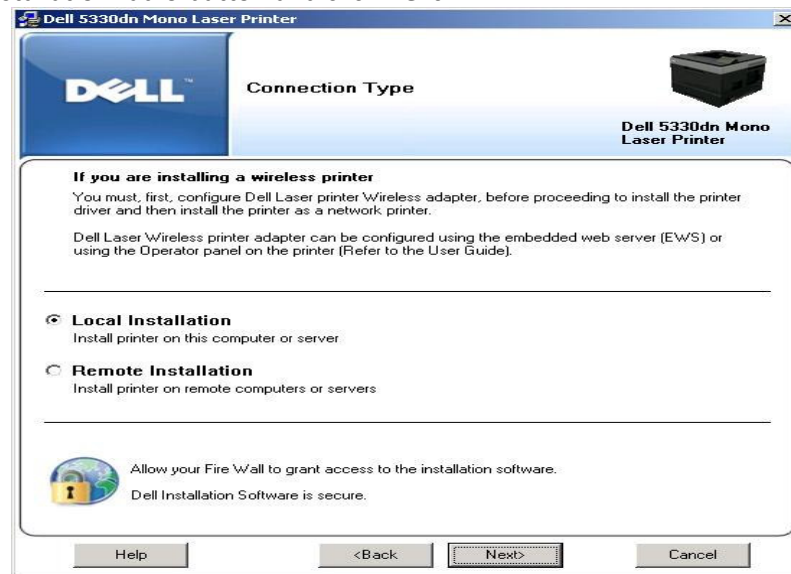 Dell 5330dn Mono Laser Printer
DELL™
Connection Type
Dell 5330dn Mono
Laser Printer
If you are installing a wireless printer
You must, first, configure Dell Laser printer Wireless adapter, before proceeding to install the printer
driver and then install the printer as a network printer.
Dell Laser Wireless printer adapter can be configured using the embedded web server (EWS) or
using the Operator panel on the printer (Refer to the User Guide).
Local Installation
Install printer on this computer or server
Remote Installation
Install printer on remote computers or servers
Allow your Fire Wall to grant access to the installation software.
Dell Installation Software is secure.
Help
<Back
Next>
Cancel